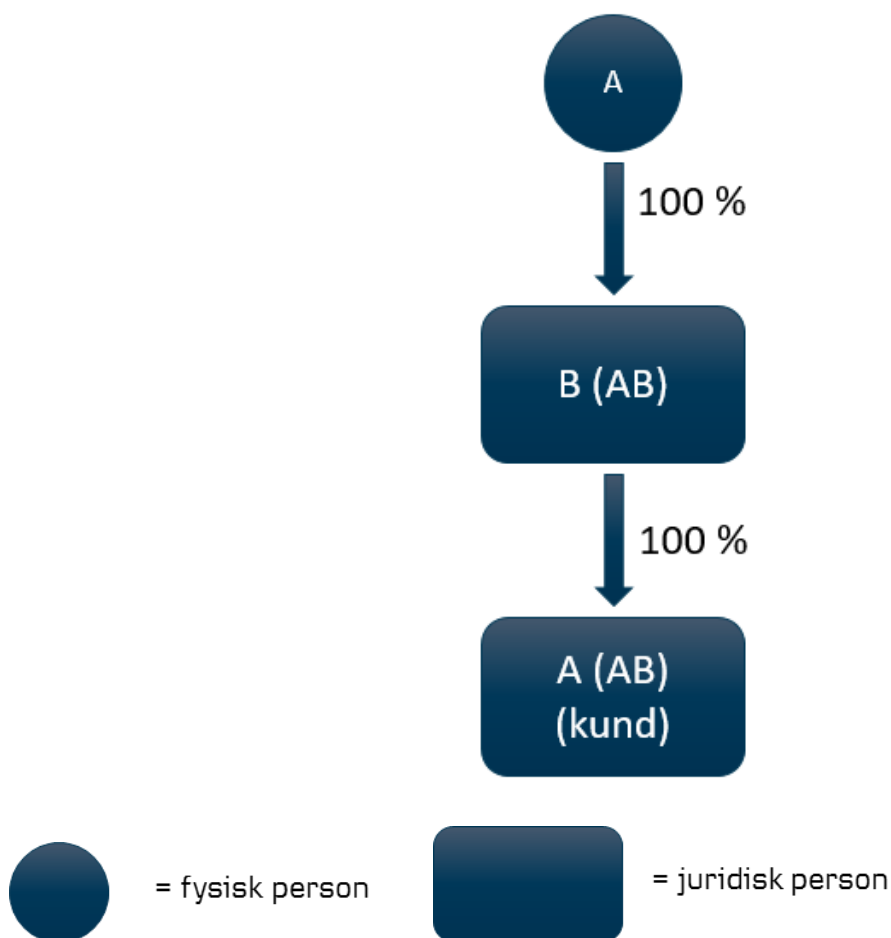 A
100 %
B (AB)
100 %
A (AB)
(kund)
= fysisk person
= juridisk person